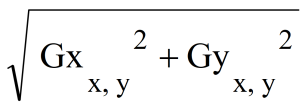 √(Gx_{x, y}^2 + Gy_{x, y}^2)